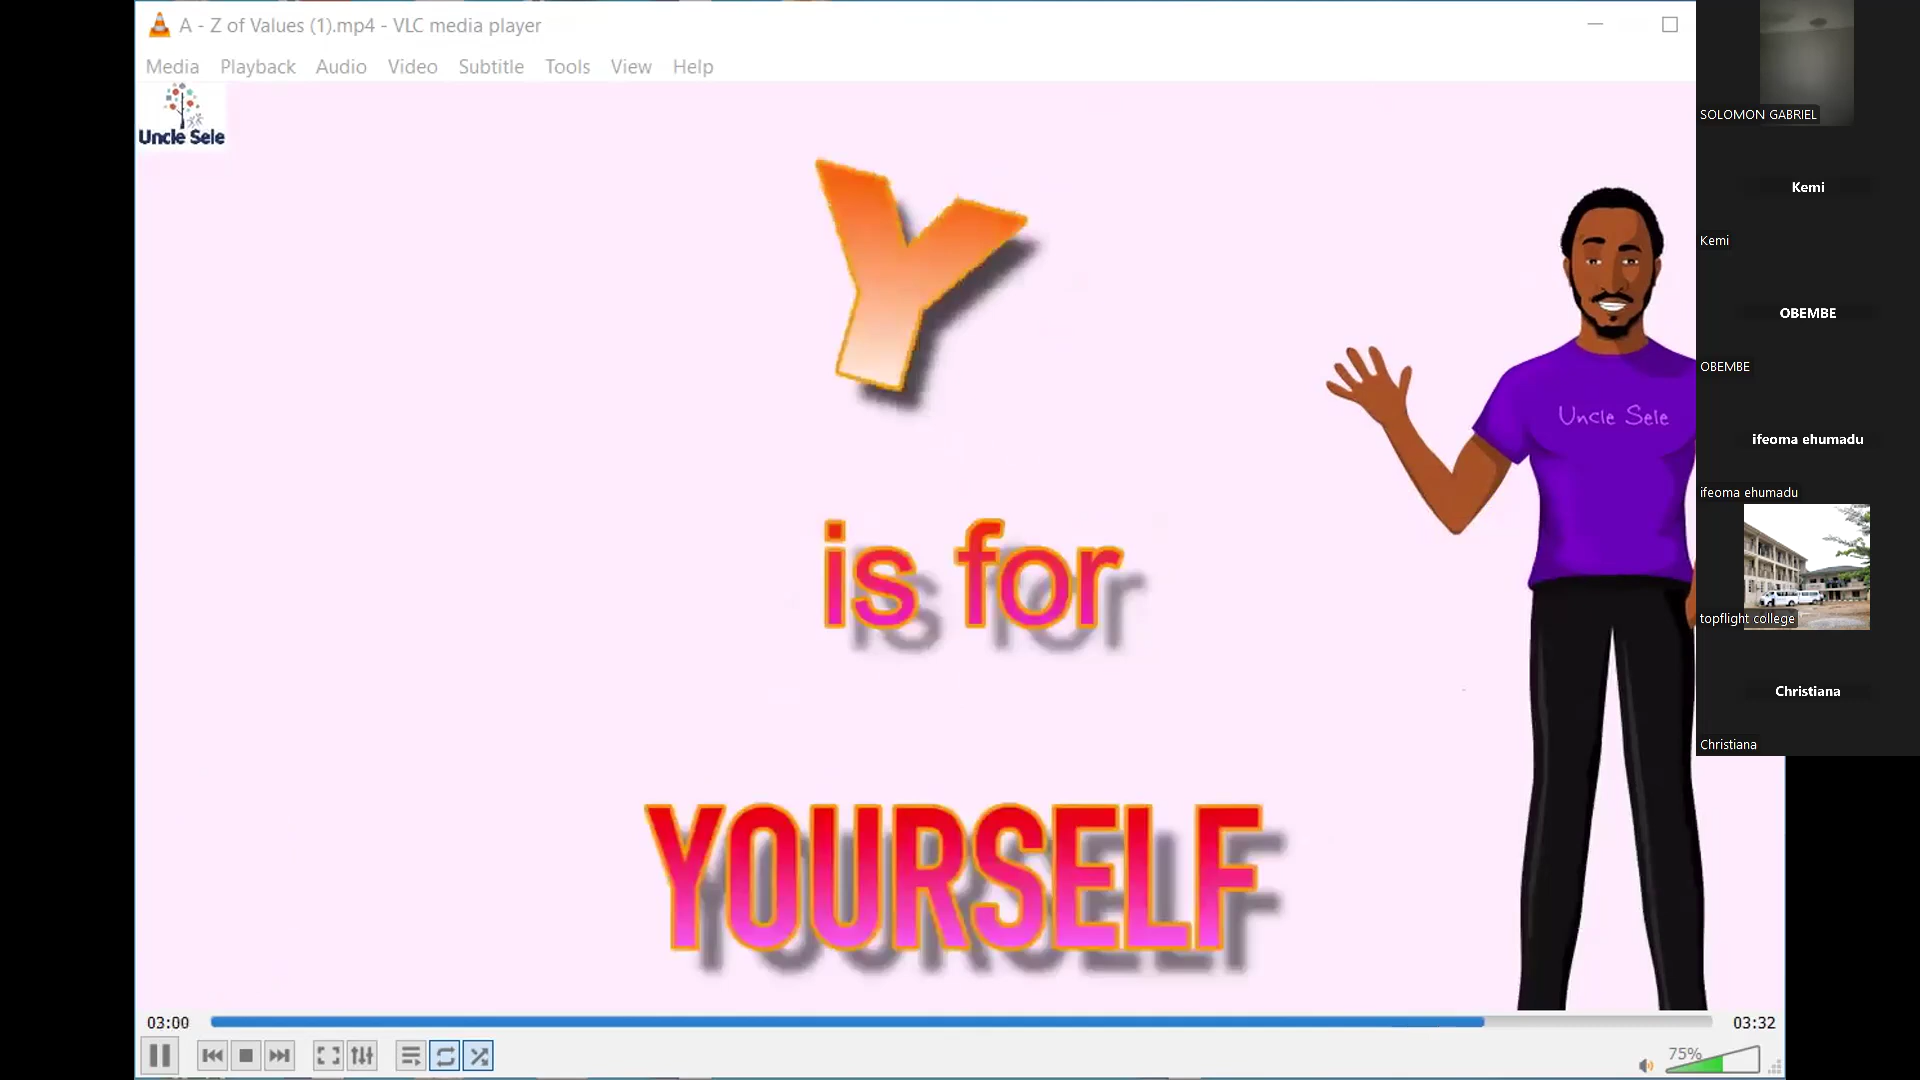 A - Z of Values (1).mp4 - VLC media player
Media Playback Audio Video Subtitle Tools View Help
Uncle Sele
Y
is for
YOURSELF
Uncle Sele
03:00
03:32
75%
SOLOMON GABRIEL
Kemi
Kemi
OBEMBE
OBEMBE
ifeoma ehumadu
ifeoma ehumadu
topflight college
Christiana
Christiana